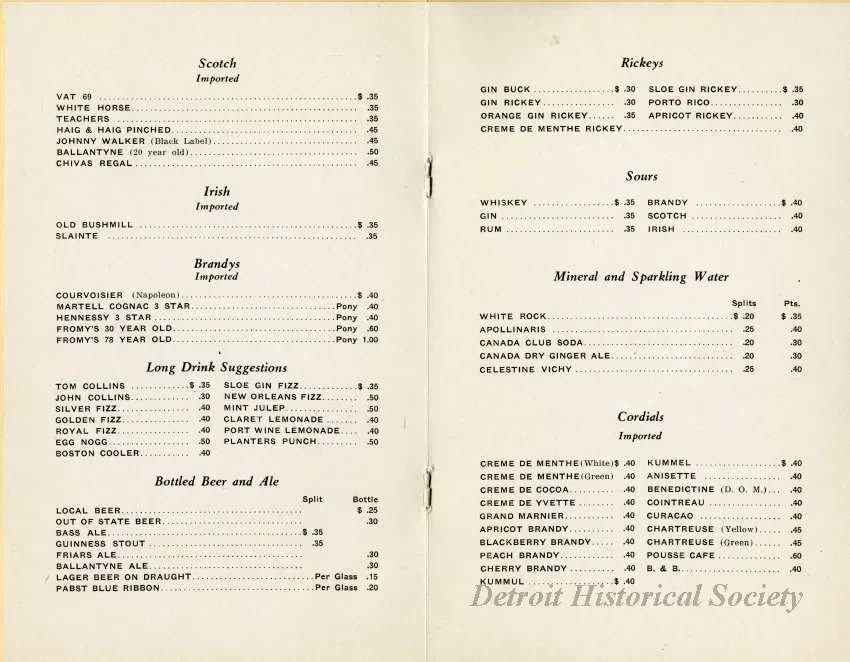 Scotch
Imported
VAT 69 $ .35
WHITE HORSE .35
TEACHERS .35
HAIG & HAIG PINCHED .45
JOHNNY WALKER (Black Label) .45
BALLANTYNE (20 year old) .50
CHIVAS REGAL .45
Irish
Imported
OLD BUSHMILL $ .35
SLAINTE .35
Brandys
Imported
COURVOISIER (Napoleon) $ .40
MARTELL COGNAC 3 STAR Pony .40
HENNESSY 3 STAR Pony .40
FROMY'S 30 YEAR OLD Pony .60
FROMY'S 78 YEAR OLD Pony 1.00
Long Drink Suggestions
TOM COLLINS $ .35 SLOE GIN FIZZ $ .35
JOHN COLLINS .30 NEW ORLEANS FIZZ .50
SILVER FIZZ .40 MINT JULEP .50
GOLDEN FIZZ .40 CLARET LEMONADE .40
ROYAL FIZZ .40 PORT WINE LEMONADE .40
EGG NOGG .50 PLANTERS PUNCH .50
BOSTON COOLER .40
Bottled Beer and Ale
Split Bottle
LOCAL BEER $ .25
OUT OF STATE BEER .30
BASS ALE $ .35
GUINNESS STOUT .35
FRIARS ALE .30
BALLANTYNE ALE .30
LAGER BEER ON DRAUGHT Per Glass .15
PABST BLUE RIBBON Per Glass .20
Rickeys
GIN BUCK $ .30 SLOE GIN RICKEY $ .35
GIN RICKEY .30 PORTO RICO .30
ORANGE GIN RICKEY .35 APRICOT RICKEY .40
CREME DE MENTHE RICKEY .40
Sours
WHISKEY $ .35 BRANDY $ .40
GIN .35 SCOTCH .40
RUM .35 IRISH .40
Mineral and Sparkling Water
Splits Pts.
WHITE ROCK $ .20 $ .35
APOLLINARIS .25 .40
CANADA CLUB SODA .20 .30
CANADA DRY GINGER ALE .20 .30
CELESTINE VICHY .25 .40
Cordials
Imported
CREME DE MENTHE (White) $ .40 KUMMEL $ .40
CREME DE MENTHE (Green) .40 ANISETTE .40
CREME DE COCOA .40 BENEDICTINE (D. O. M.) .40
CREME DE YVETTE .40 COINTREAU .40
GRAND MARNIER .40 CURACAO .40
APRICOT BRANDY .40 CHARTREUSE (Yellow) .45
BLACKBERRY BRANDY .40 CHARTREUSE (Green) .45
PEACH BRANDY .40 POUSSE CAFE .60
CHERRY BRANDY .40 B. & B. .40
KUMMUL $ .40
Detroit Historical Society